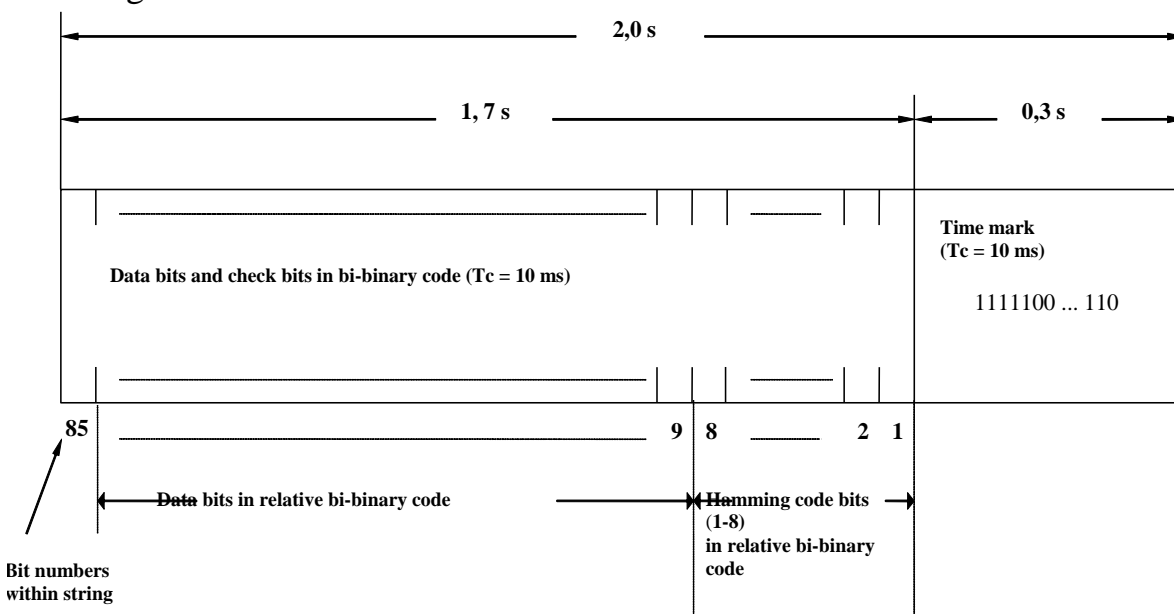 2,0 s
1, 7 s
0,3 s
Time mark
(Tc = 10 ms)
Data bits and check bits in bi-binary code (Tc = 10 ms)
1111100 ... 110
85
9
8
2
1
Data bits in relative bi-binary code
Hamming code bits
(1-8)
in relative bi-binary
code
Bit numbers
within string